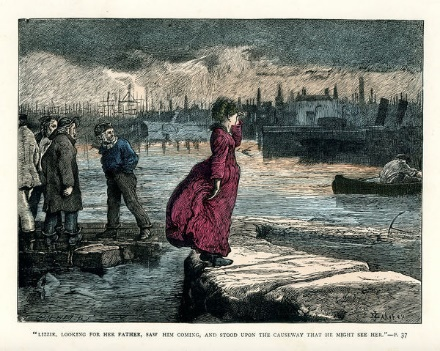 "LIZZIE, LOOKING FOR HER FATHER, SAW HIM COMING, AND STOOD UPON THE CAUSEWAY THAT HE MIGHT SEE HER."—P. 37